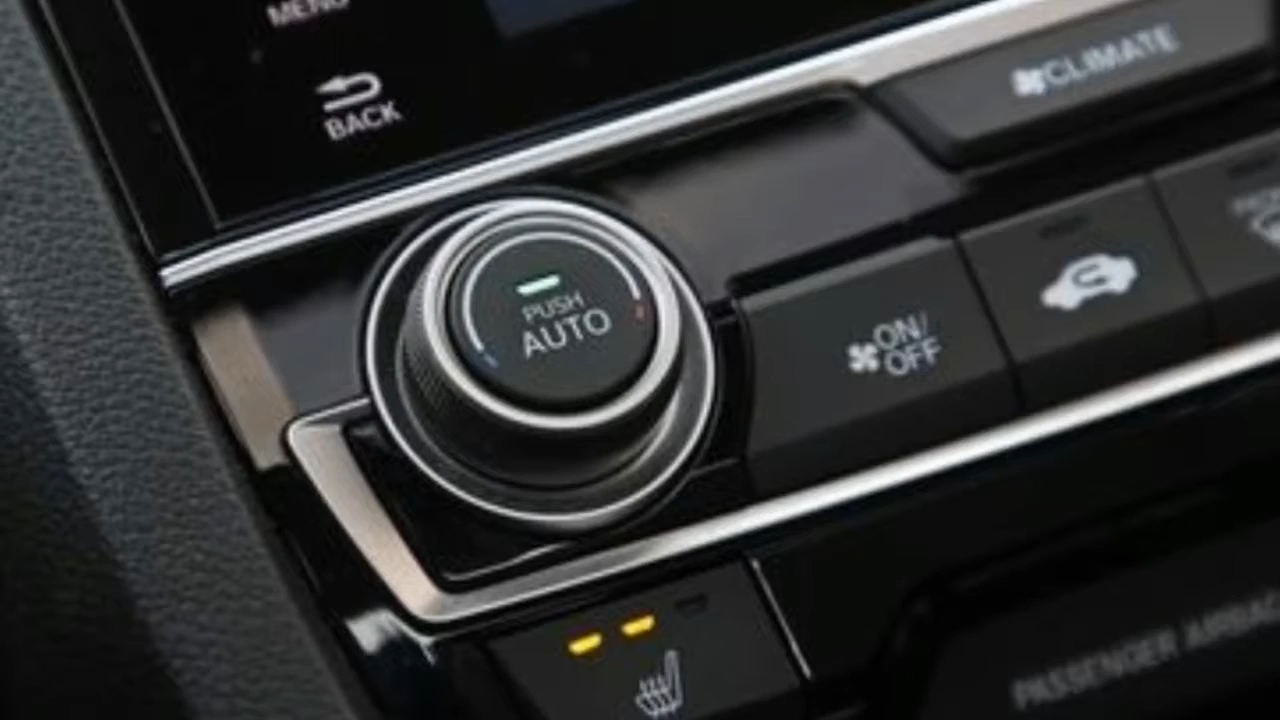 MENU
BACK
CLIMATE
PUSH
AUTO
ON/
OFF
PASSENGER AIRBAG